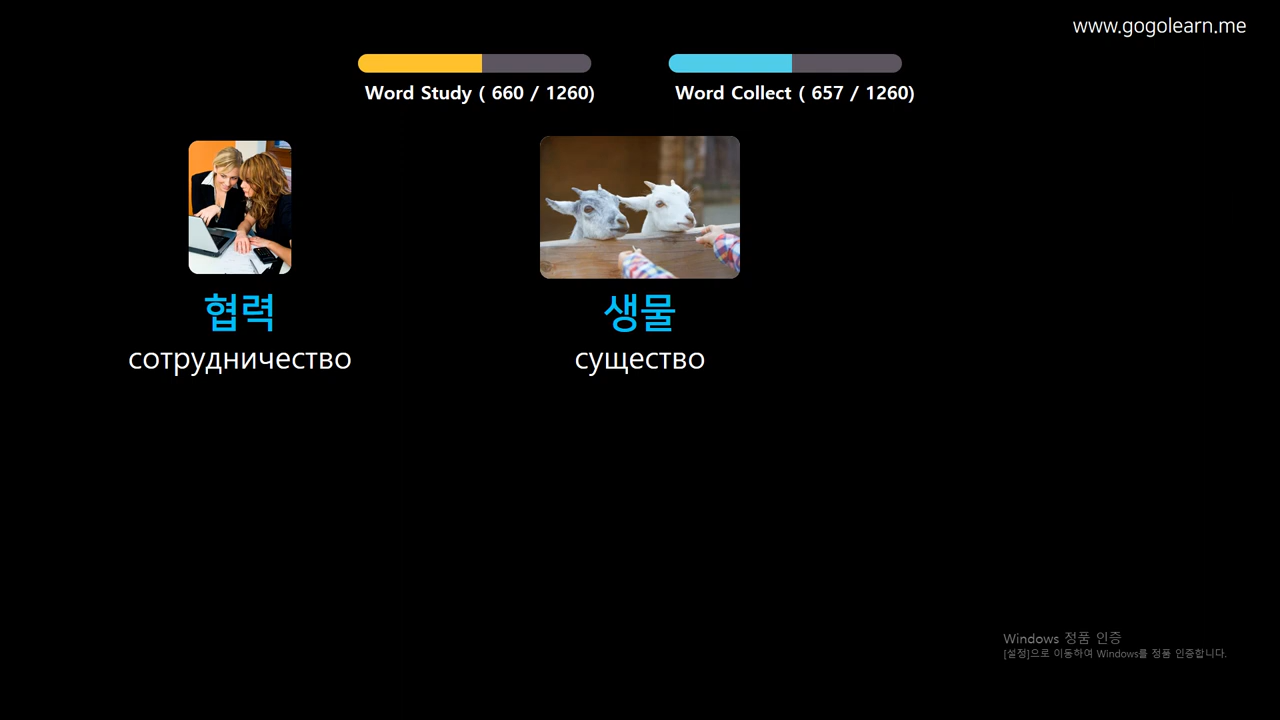 www.gogolearn.me
Word Study ( 660 / 1260)
Word Collect ( 657 / 1260)
협력
сотрудничество
생물
существо
Windows 정품 인증
[설정]으로 이동하여 Windows를 정품 인증합니다.